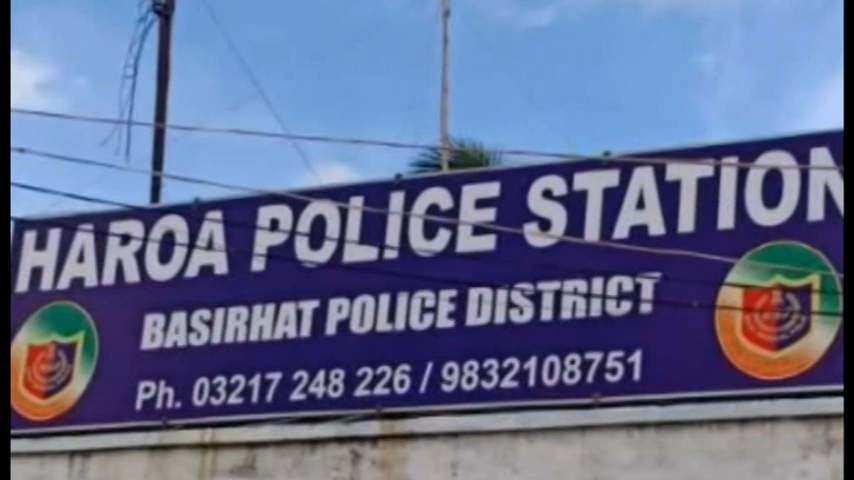 HAROA POLICE STATION
BASIRHAT POLICE DISTRICT
Ph. 03217 248 226 / 9832108751